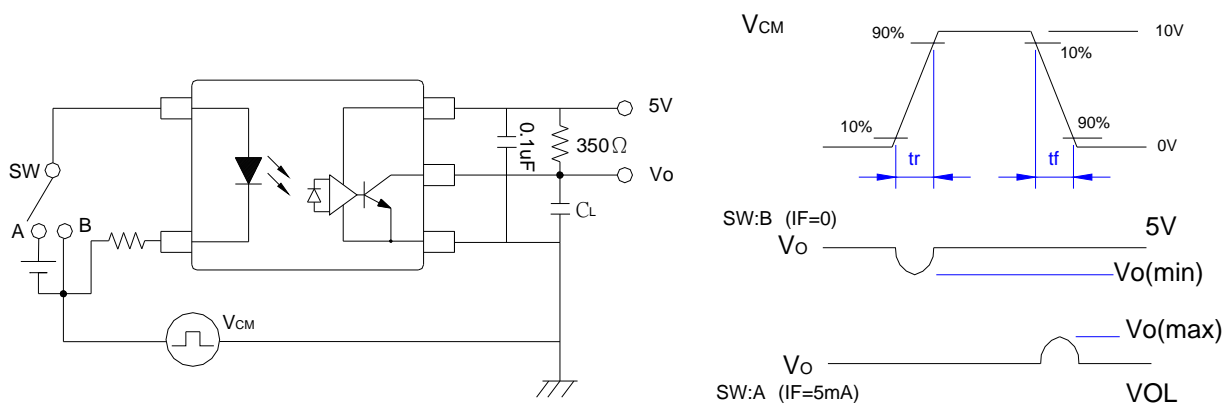 5V
0.1uF
350Ω
Vo
CL
SW
A
B
VCM
VCM
90%
10V
10%
10%
90%
0V
tr
tf
SW:B (IF=0)
VO
5V
Vo(min)
Vo(max)
VO
SW:A (IF=5mA)
VOL